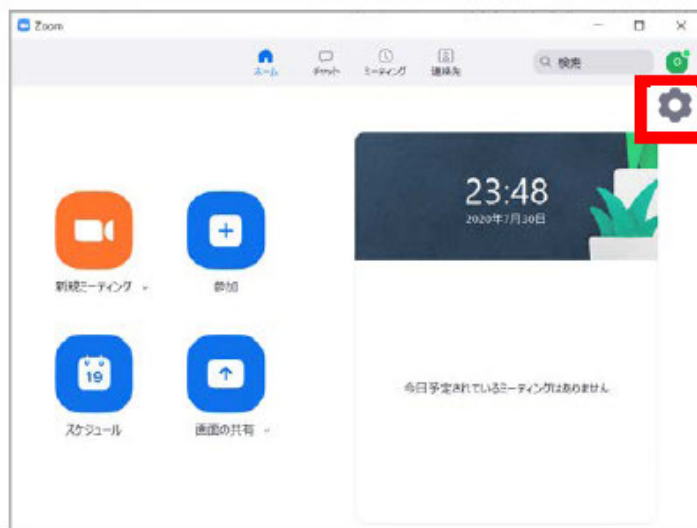 Zoom
ホーム
チャット
ミーティング
連絡先
検索
23:48
2020年7月30日
新規ミーティング
参加
19
スケジュール
画面の共有
今日予定されているミーティングはありません